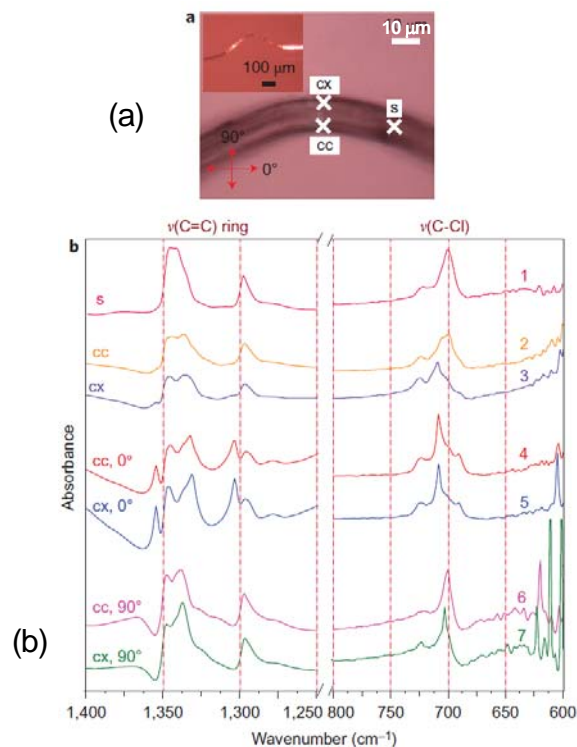 a
10 μm
100 μm
cx
s
cc
90°
0°
(a)
ν(C=C) ring
ν(C-Cl)
b
s
1
cc
2
cx
3
cc, 0°
4
cx, 0°
5
cc, 90°
6
cx, 90°
7
Absorbance
(b)
1,400
1,350
1,300
1,250
800
750
700
650
600
Wavenumber (cm⁻¹)